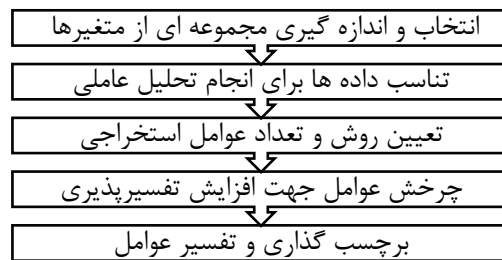 انتخاب و اندازه گیری مجموعه ای از متغیرها
تناسب داده ها برای انجام تحلیل عاملی
تعیین روش و تعداد عوامل استخراجی
چرخش عوامل جهت افزایش تفسیرپذیری
برچسب گذاری و تفسیر عوامل